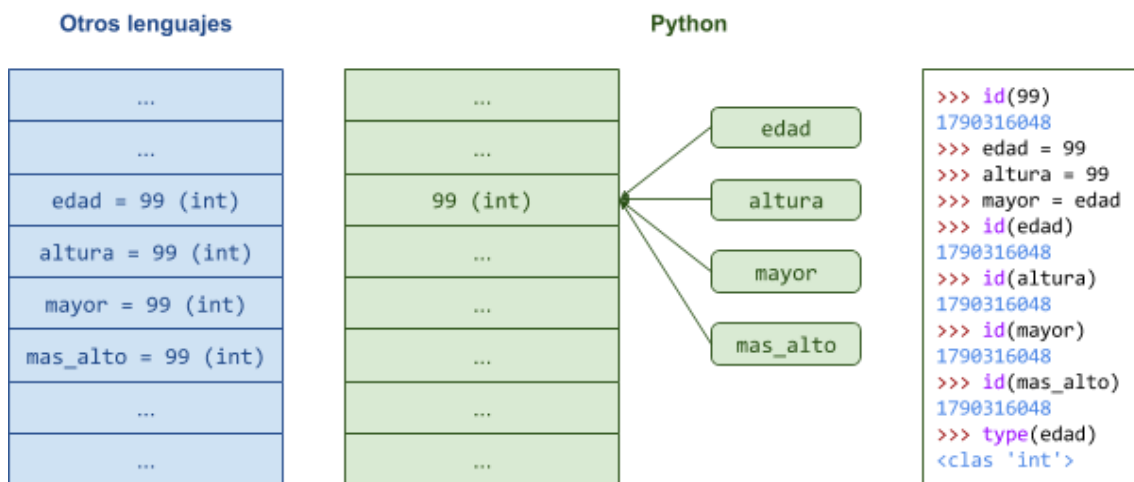 Otros lenguajes
Python
...
...
edad = 99 (int)
altura = 99 (int)
mayor = 99 (int)
mas_alto = 99 (int)
...
...
...
...
99 (int)
...
...
...
...
...
edad
altura
mayor
mas_alto
>>> id(99)
1790316048
>>> edad = 99
>>> altura = 99
>>> mayor = edad
>>> id(edad)
1790316048
>>> id(altura)
1790316048
>>> id(mayor)
1790316048
>>> id(mas_alto)
1790316048
>>> type(edad)
<clas 'int'>